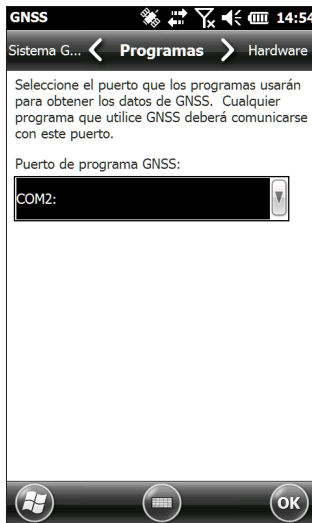 GNSS 14:54
Sistema G... Programas Hardware
Seleccione el puerto que los programas usarán
para obtener los datos de GNSS. Cualquier
programa que utilice GNSS deberá comunicarse
con este puerto.
Puerto de programa GNSS:
COM2:
OK